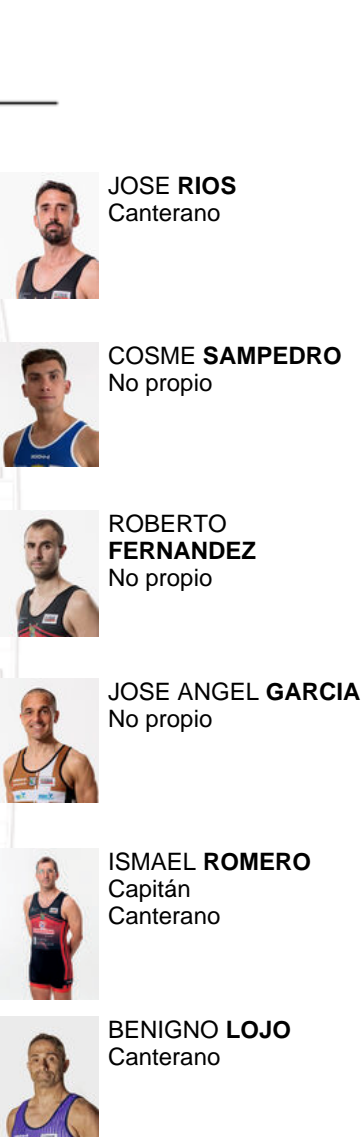 JOSE RIOS
Canterano
COSME SAMPEDRO
No propio
ROBERTO
FERNANDEZ
No propio
JOSE ANGEL GARCIA
No propio
ISMAEL ROMERO
Capitán
Canterano
BENIGNO LOJO
Canterano